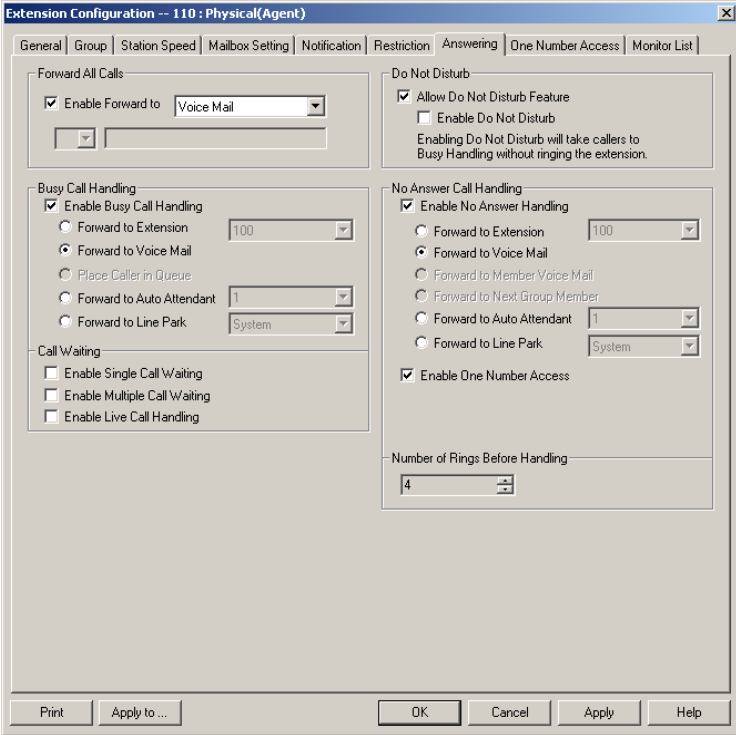 Extension Configuration -- 110 : Physical(Agent)
General Group Station Speed Mailbox Setting Notification Restriction Answering One Number Access Monitor List
Forward All Calls
Enable Forward to Voice Mail
Do Not Disturb
Allow Do Not Disturb Feature
Enable Do Not Disturb
Enabling Do Not Disturb will take callers to
Busy Handling without ringing the extension.
Busy Call Handling
Enable Busy Call Handling
Forward to Extension 100
Forward to Voice Mail
Place Caller in Queue
Forward to Auto Attendant 1
Forward to Line Park System
Call Waiting
Enable Single Call Waiting
Enable Multiple Call Waiting
Enable Live Call Handling
No Answer Call Handling
Enable No Answer Handling
Forward to Extension 100
Forward to Voice Mail
Forward to Member Voice Mail
Forward to Next Group Member
Forward to Auto Attendant 1
Forward to Line Park System
Enable One Number Access
Number of Rings Before Handling
4
Print Apply to ... OK Cancel Apply Help